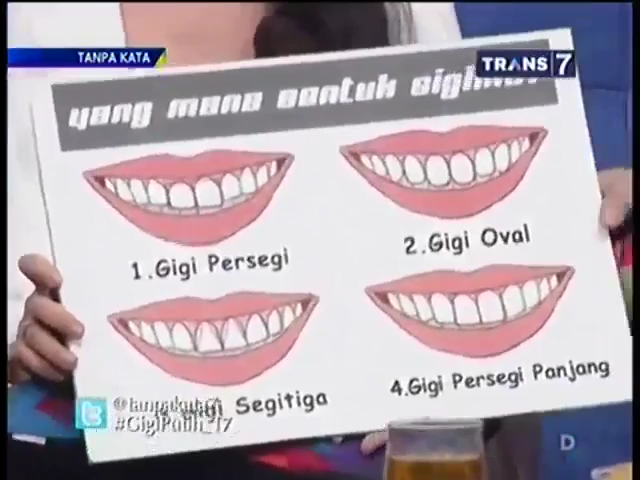 TANPA KATA
TRANS 7
yang mana bentuk
1.Gigi Persegi
2.Gigi Oval
Segitiga
4.Gigi Persegi Panjang
@tanpakata
#GigiPutih_T7
D